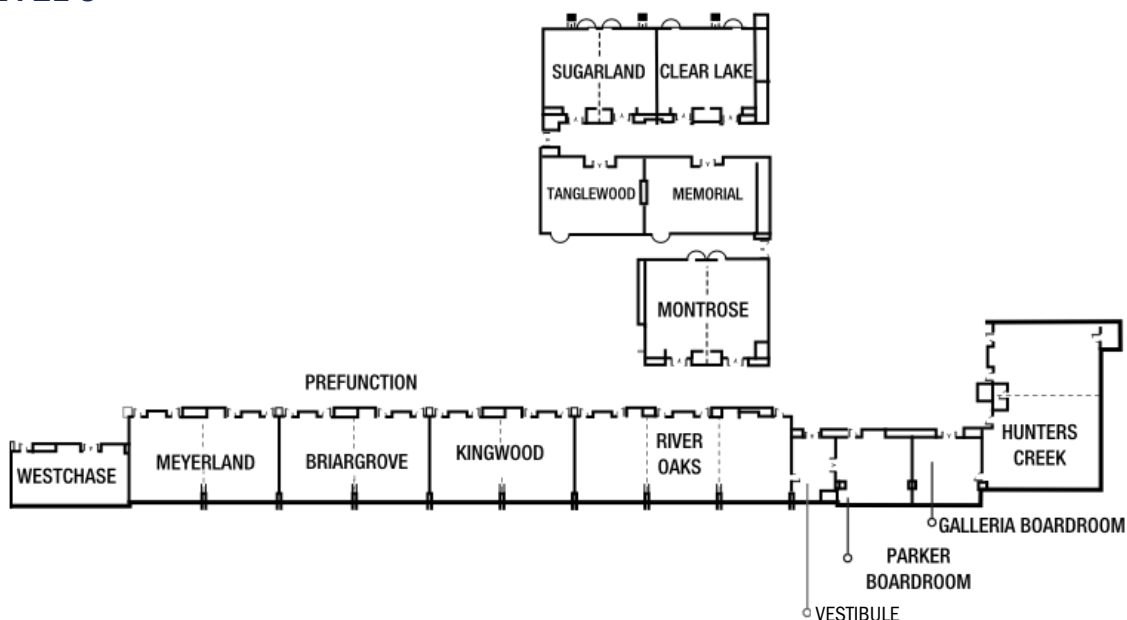 SUGARLAND
CLEAR LAKE
TANGLEWOOD
MEMORIAL
MONTROSE
PREFUNCTION
WESTCHASE
MEYERLAND
BRIARGROVE
KINGWOOD
RIVER
OAKS
HUNTERS
CREEK
GALLERIA BOARDROOM
PARKER
BOARDROOM
VESTIBULE